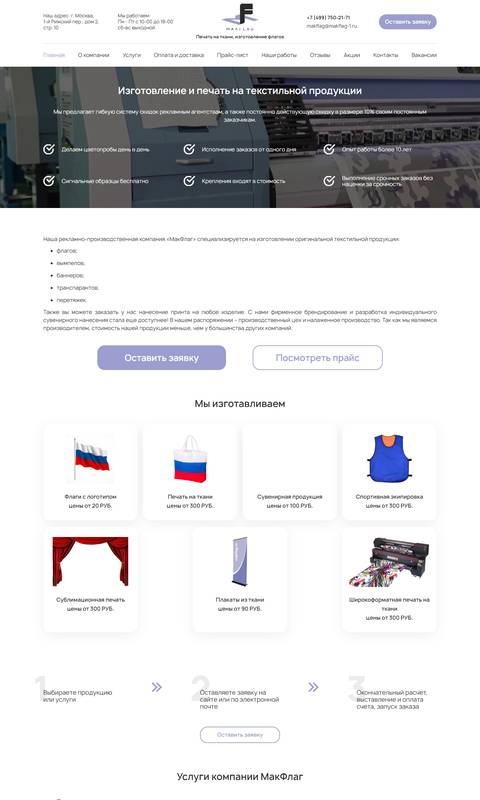 Наш адрес: г. Москва,
1-й Рижский пер., дом 2,
стр. 10
Мы работаем:
Пн - Пт с 10-00 до 18-00
сб-вс выходной
F
MAKFLAG
Печать на ткани, изготовление флагов
+7 (499) 750-21-71
makflag@makflag-1.ru
Оставить заявку
Главная О компании Услуги Оплата и доставка Прайс-лист Наши работы Отзывы Акции Контакты Вакансии
Изготовление и печать на текстильной продукции
Мы предлагает гибкую систему скидок рекламным агентствам, а также постоянно действующую скидку в размере 10% своим постоянным
заказчикам.
Делаем цветопробы день в день
Исполнение заказов от одного дня
Опыт работы более 10 лет
Сигнальные образцы бесплатно
Крепления входят в стоимость
Выполнение срочных заказов без
наценки за срочность
Наша рекламно-производственная компания «МакФлаг» специализируется на изготовлении оригинальной текстильной продукции:
флагов;
вымпелов;
баннеров;
транспарантов;
перетяжек.
Также вы можете заказать у нас нанесение принта на любое изделие. С нами фирменное брендирование и разработка индивидуального
сувенирного нанесения стала еще доступнее! В нашем распоряжении – производственный цех и налаженное производство. Так как мы являемся
производителем, стоимость нашей продукции меньше, чем у большинства других компаний.
Оставить заявку
Посмотреть прайс
Мы изготавливаем
Флаги с логотипом
цены от 20 РУБ.
Печать на ткани
цены от 300 РУБ.
Сувенирная продукция
цены от 100 РУБ.
Спортивная экипировка
цены от 300 РУБ.
Сублимационная печать
цены от 300 РУБ.
Плакаты из ткани
цены от 90 РУБ.
Широкоформатная печать на
ткани
цены от 300 РУБ.
1
Выбираете продукцию
или услуги
2
Оставляете заявку на
сайте или по электронной
почте
3
Окончательный расчет,
выставление и оплата
счета, запуск заказа
Оставить заявку
Услуги компании МакФлаг